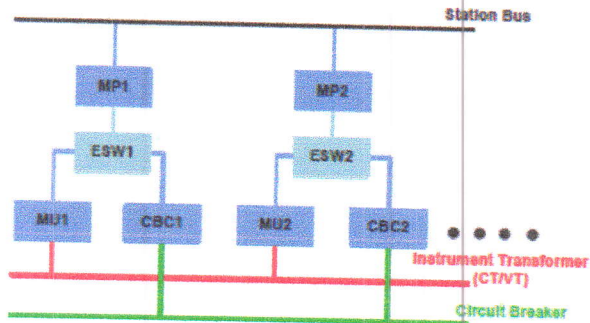 Station Bus
MP1
MP2
ESW1
ESW2
MU1
CBC1
MU2
CBC2
Instrument Transformer
(CT/VT)
Circuit Breaker